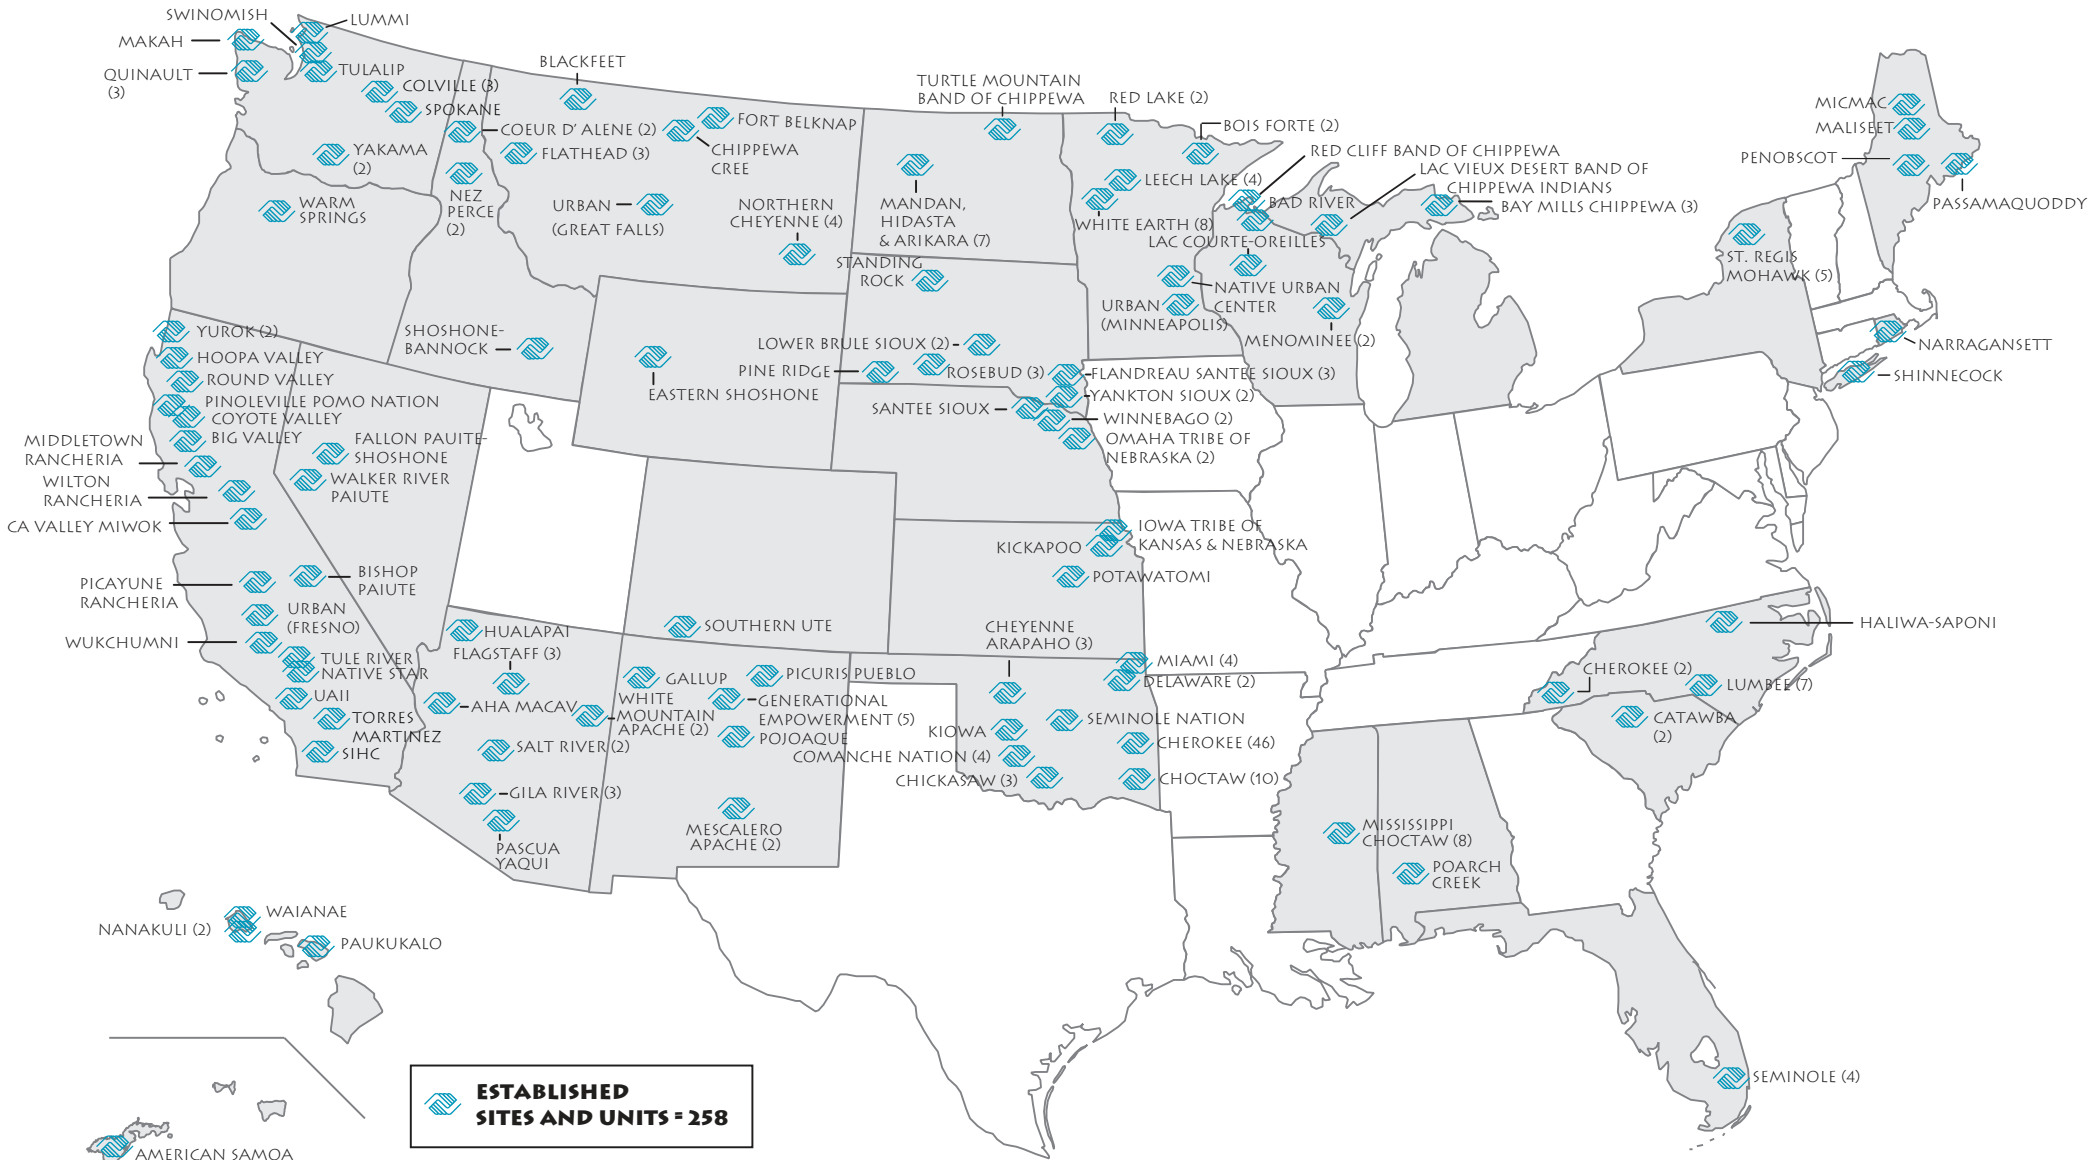 SWINOMISH
LUMMI
MAKAH
QUINAULT
(3)
TULALIP
COLVILLE (3)
SPOKANE
YAKAMA
(2)
WARM
SPRINGS
COEUR D' ALENE (2)
NEZ
PERCE
(2)
BLACKFEET
FLATHEAD (3)
FORT BELKNAP
CHIPPEWA
CREE
URBAN
(GREAT FALLS)
NORTHERN
CHEYENNE (4)
TURTLE MOUNTAIN
BAND OF CHIPPEWA
MANDAN,
HIDASTA
& ARIKARA (7)
STANDING
ROCK
RED LAKE (2)
BOIS FORTE (2)
LEECH LAKE (4)
WHITE EARTH (8)
RED CLIFF BAND OF CHIPPEWA
LAC VIEUX DESERT BAND OF
CHIPPEWA INDIANS
BAY MILLS CHIPPEWA (3)
BAD RIVER
LAC COURTE-OREILLES
NATIVE URBAN
CENTER
URBAN
(MINNEAPOLIS)
MENOMINEE (2)
MICMAC
MALISEET
PENOBSCOT
PASSAMAQUODDY
ST. REGIS
MOHAWK (5)
NARRAGANSETT
SHINNECOCK
YUROK (2)
HOOPA VALLEY
ROUND VALLEY
PINOLEVILLE POMO NATION
COYOTE VALLEY
BIG VALLEY
MIDDLETOWN
RANCHERIA
WILTON
RANCHERIA
CA VALLEY MIWOK
PICAYUNE
RANCHERIA
WUKCHUMNI
FALLON PAUITE-
SHOSHONE
WALKER RIVER
PAIUTE
BISHOP
PAIUTE
URBAN
(FRESNO)
TULE RIVER
NATIVE STAR
UAII
TORRES
MARTINEZ
SIHC
SHOSHONE-
BANNOCK
EASTERN SHOSHONE
LOWER BRULE SIOUX (2)
PINE RIDGE
ROSEBUD (3)
FLANDREAU SANTEE SIOUX (3)
YANKTON SIOUX (2)
SANTEE SIOUX
WINNEBAGO (2)
OMAHA TRIBE OF
NEBRASKA (2)
IOWA TRIBE OF
KANSAS & NEBRASKA
KICKAPOO
POTAWATOMI
SOUTHERN UTE
HUALAPAI
FLAGSTAFF (3)
AHA MACAV
WHITE
MOUNTAIN
APACHE (2)
SALT RIVER (2)
GILA RIVER (3)
PASCUA
YAQUI
GALLUP
PICURIS PUEBLO
GENERATIONAL
EMPOWERMENT (5)
POJOAQUE
MESCALERO
APACHE (2)
CHEYENNE
ARAPAHO (3)
MIAMI (4)
DELAWARE (2)
SEMINOLE NATION
KIOWA
CHEROKEE (46)
COMANCHE NATION (4)
CHICKASAW (3)
CHOCTAW (10)
HALIWA-SAPONI
CHEROKEE (2)
LUMBEE (7)
CATAWBA
(2)
MISSISSIPPI
CHOCTAW (8)
POARCH
CREEK
SEMINOLE (4)
WAIANAE
NANAKULI (2)
PAUKUKALO
AMERICAN SAMOA
ESTABLISHED
SITES AND UNITS = 258